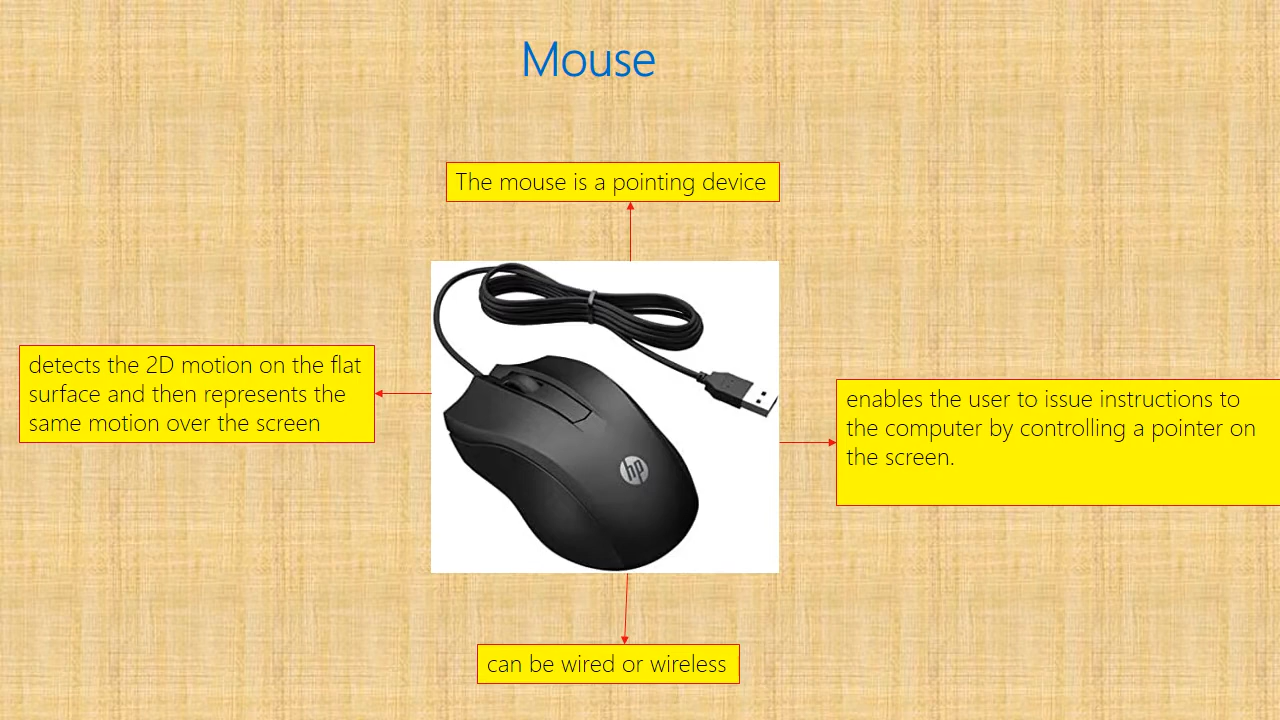 Mouse
The mouse is a pointing device
detects the 2D motion on the flat
surface and then represents the
same motion over the screen
enables the user to issue instructions to
the computer by controlling a pointer on
the screen.
hp
can be wired or wireless